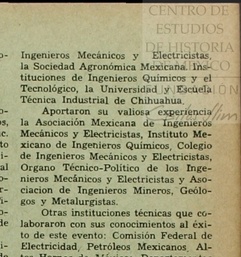 CENTRO DE
ESTUDIOS
DE HISTORIA
o- Ingenieros Mecánicos y Electricistas,
la Sociedad Agronómica Mexicana Ins-
tituciones de Ingenieros Químicos y el
Tecnológico, la Universidad y Escuela
Técnica Industrial de Chihuahua.
o- Aportaron su valiosa experiencia
os, la Asociación Mexicana de Ingenieros
ic. Mecánicos y Electricistas, Instituto Me-
to xicano de Ingenieros Químicos, Colegio
i- de Ingenieros Mecánicos y Electricistas,
al Organo Técnico-Político de los Inge-
o nieros Mecánicos y Electricistas y Aso-
y ciacion de Ingenieros Mineros, Geólo-
s gos y Metalurgistas.
o Otras instituciones técnicas que co-
e laboraron con sus conocimientos al éxi-
e to de este evento: Comisión Federal de
e Electricidad, Petróleos Mexicanos, Al-